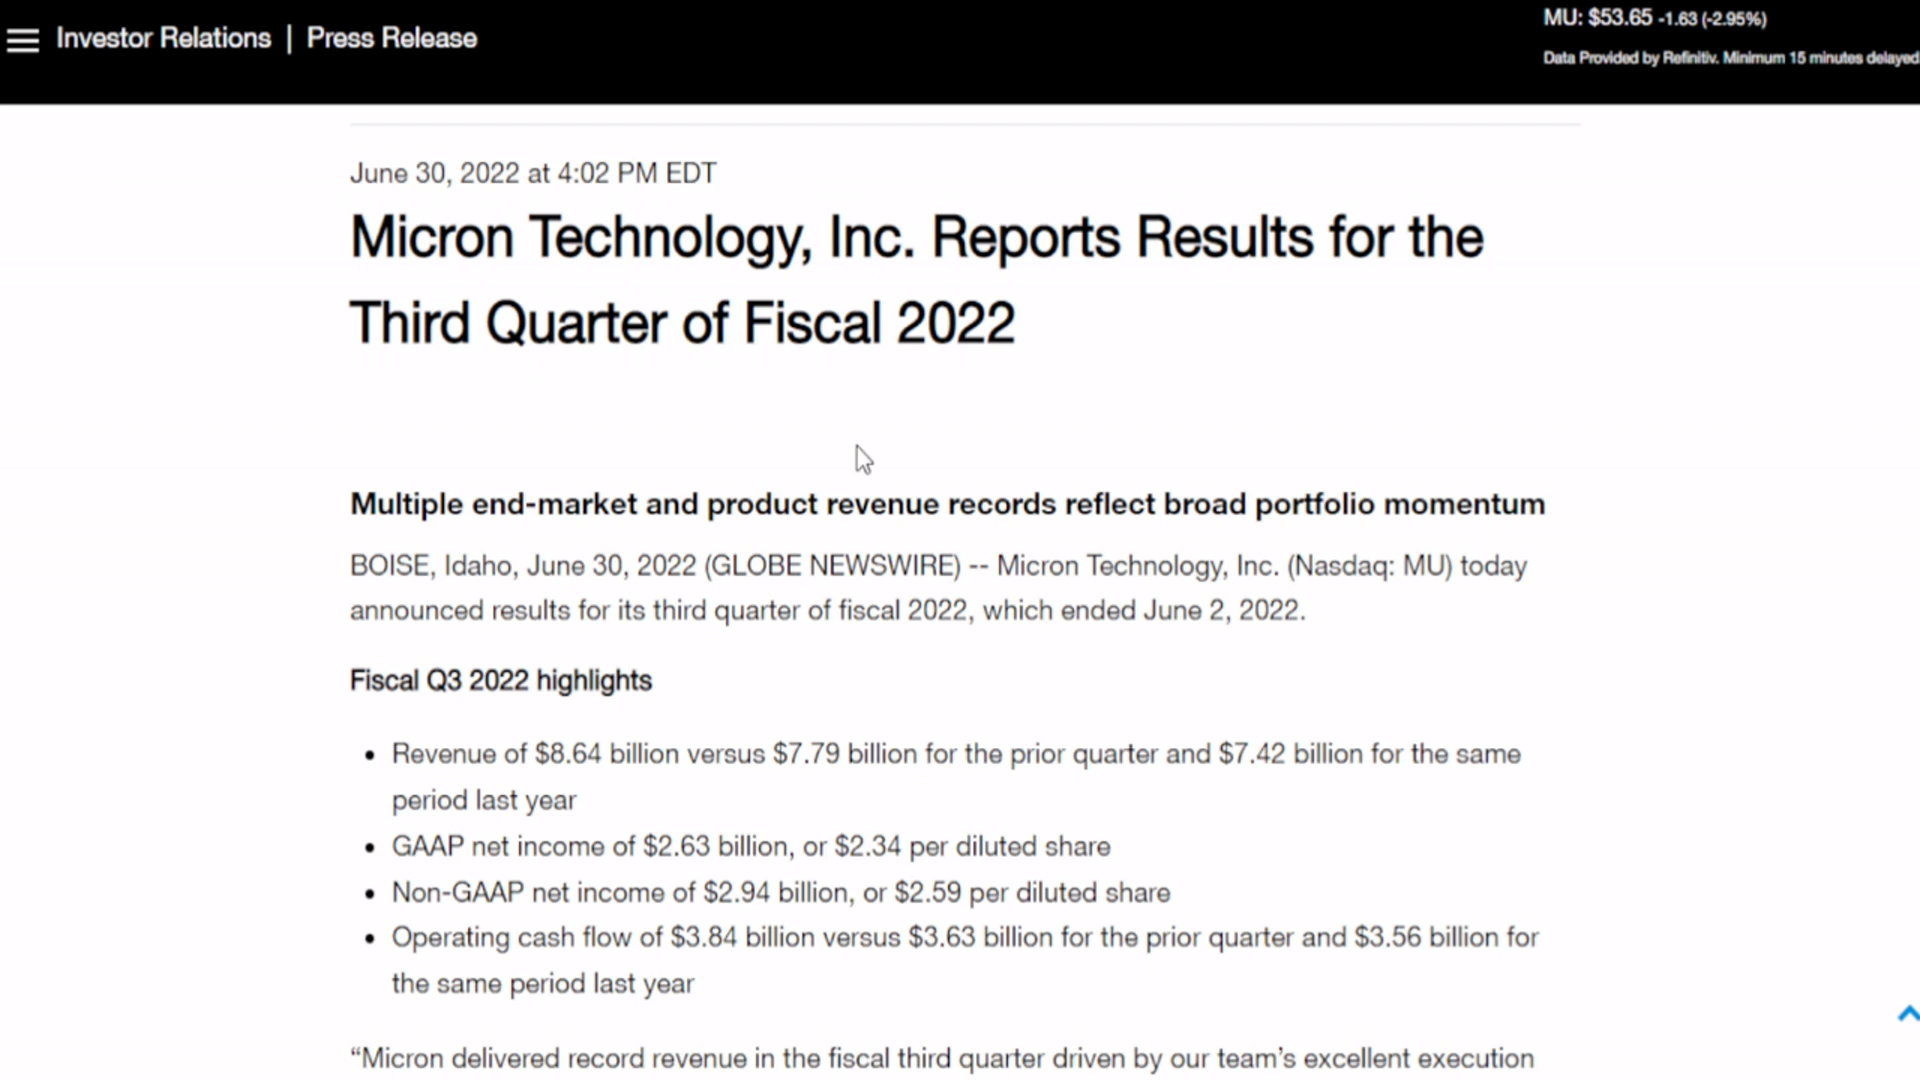 Investor Relations | Press Release
MU: $53.65 -1.63 (-2.95%)
Data Provided by Refinitiv. Minimum 15 minutes delayed
June 30, 2022 at 4:02 PM EDT
Micron Technology, Inc. Reports Results for the
Third Quarter of Fiscal 2022
Multiple end-market and product revenue records reflect broad portfolio momentum
BOISE, Idaho, June 30, 2022 (GLOBE NEWSWIRE) -- Micron Technology, Inc. (Nasdaq: MU) today
announced results for its third quarter of fiscal 2022, which ended June 2, 2022.
Fiscal Q3 2022 highlights
• Revenue of $8.64 billion versus $7.79 billion for the prior quarter and $7.42 billion for the same
period last year
• GAAP net income of $2.63 billion, or $2.34 per diluted share
• Non-GAAP net income of $2.94 billion, or $2.59 per diluted share
• Operating cash flow of $3.84 billion versus $3.63 billion for the prior quarter and $3.56 billion for
the same period last year
“Micron delivered record revenue in the fiscal third quarter driven by our team’s excellent execution